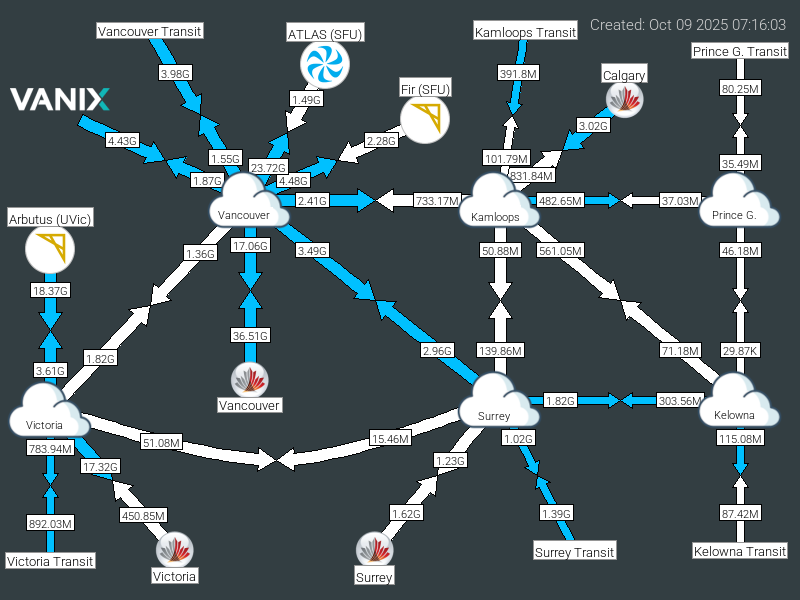 Created: Oct 09 2025 07:16:03
Vancouver Transit
ATLAS (SFU)
Kamloops Transit
Prince G. Transit
3.98G
391.8M
Calgary
80.25M
VANIX
1.49G
Fir (SFU)
3.02G
4.43G
2.28G
1.55G
23.72G
101.79M
35.49M
1.87G
4.48G
831.84M
2.41G
733.17M
482.65M
37.03M
Arbutus (UVic)
Vancouver
Kamloops
Prince G.
1.36G
17.06G
3.49G
50.88M
561.05M
46.18M
18.37G
36.51G
1.82G
2.96G
139.86M
71.18M
29.87K
3.61G
Vancouver
1.82G
303.56M
Victoria
Surrey
Kelowna
783.94M
51.08M
15.46M
1.02G
115.08M
17.32G
1.23G
892.03M
450.85M
1.62G
1.39G
87.42M
Victoria Transit
Victoria
Surrey
Surrey Transit
Kelowna Transit